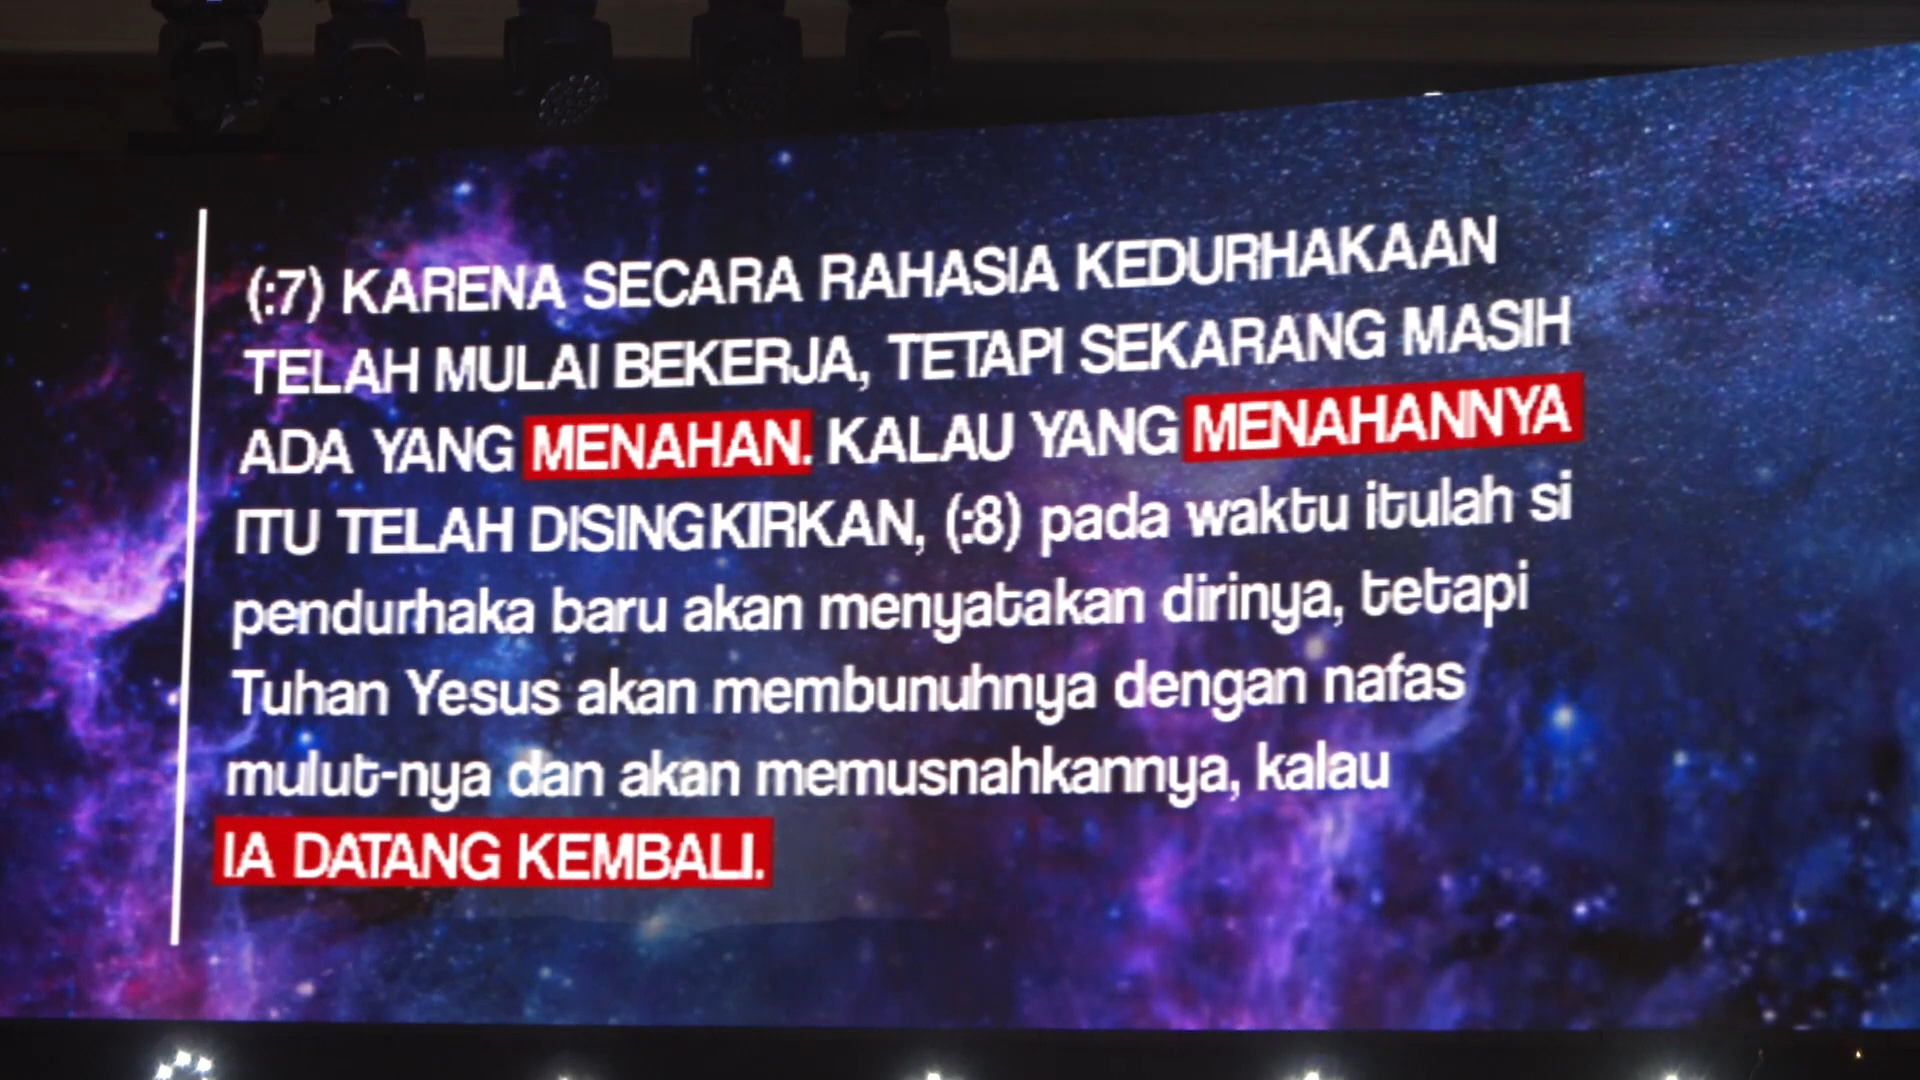 (:7) KARENA SECARA RAHASIA KEDURHAKAAN
TELAH MULAI BEKERJA, TETAPI SEKARANG MASIH
ADA YANG MENAHAN. KALAU YANG MENAHANNYA
ITU TELAH DISINGKIRKAN, (:8) pada waktu itulah si
pendurhaka baru akan menyatakan dirinya, tetapi
Tuhan Yesus akan membunuhnya dengan nafas
mulut-nya dan akan memusnahkannya, kalau
IA DATANG KEMBALI.